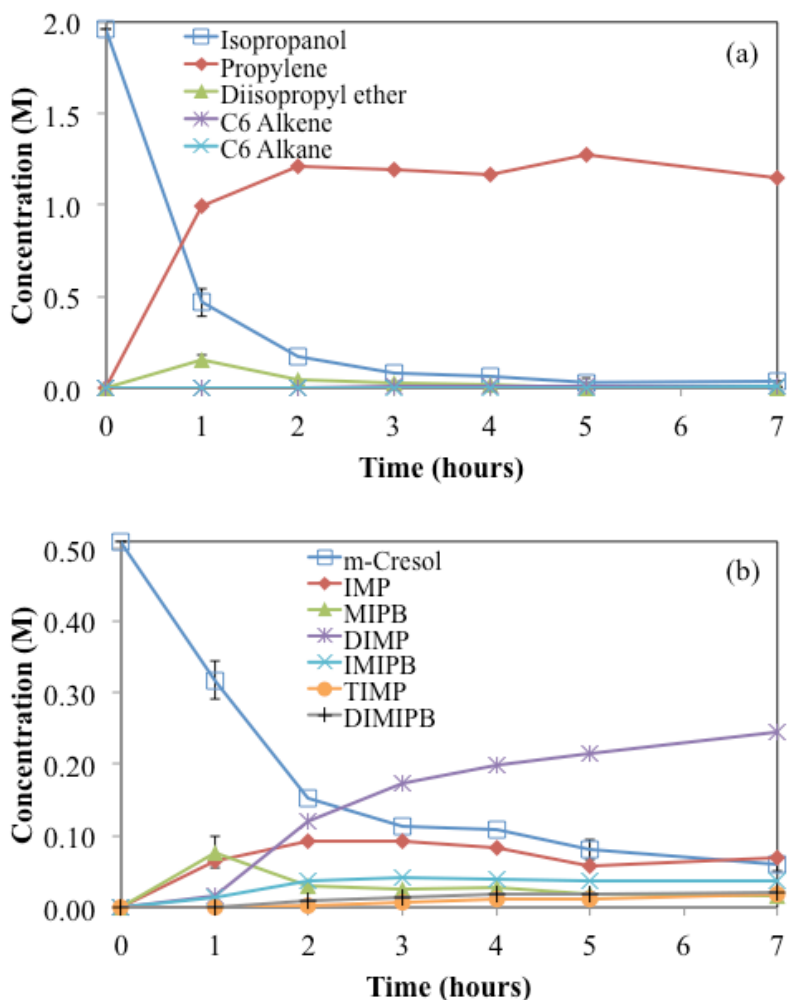 2.0
1.5
1.0
0.5
0.0
Concentration (M)
Isopropanol
Propylene
Diisopropyl ether
C6 Alkene
C6 Alkane
(a)
0 1 2 3 4 5 6 7
Time (hours)
0.50
0.40
0.30
0.20
0.10
0.00
Concentration (M)
m-Cresol
IMP
MIPB
DIMP
IMIPB
TIMP
DIMIPB
(b)
0 1 2 3 4 5 6 7
Time (hours)